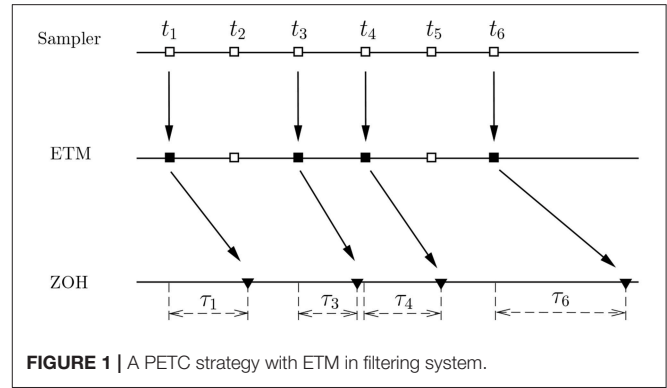 Sampler t₁ t₂ t₃ t₄ t₅ t₆
ETM
ZOH
τ₁ τ₃ τ₄ τ₆
FIGURE 1 | A PETC strategy with ETM in filtering system.